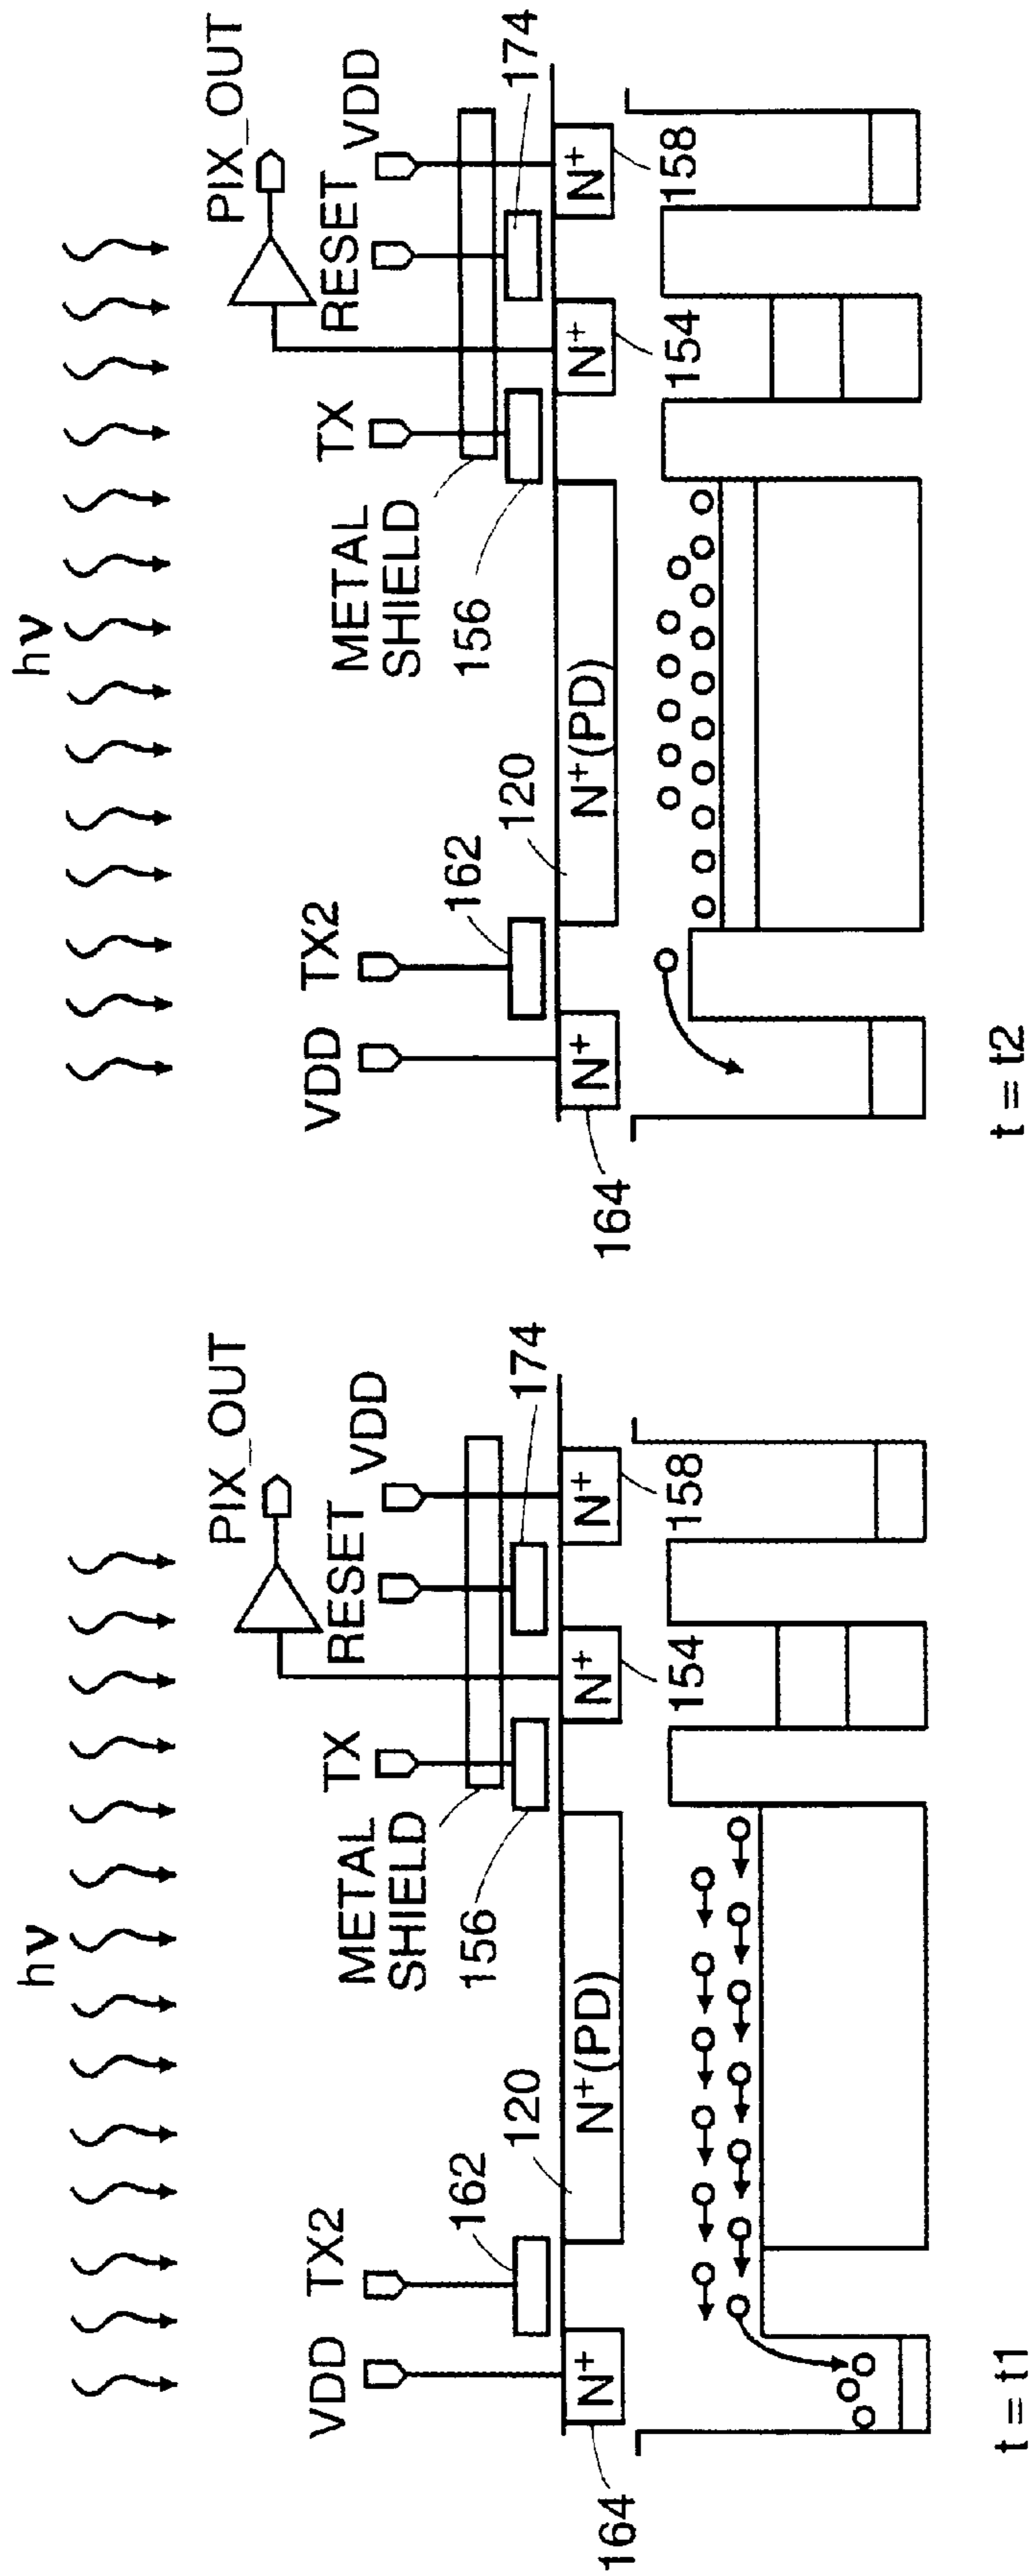 hν
PIX_OUT
VDD
TX2
TX
RESET
VDD
METAL
SHIELD
162
120
156
174
N+
N+(PD)
N+
N+
164
154
158
t = t1
hν
PIX_OUT
VDD
TX2
TX
RESET
VDD
METAL
SHIELD
162
120
156
174
N+
N+(PD)
N+
N+
164
154
158
t = t2